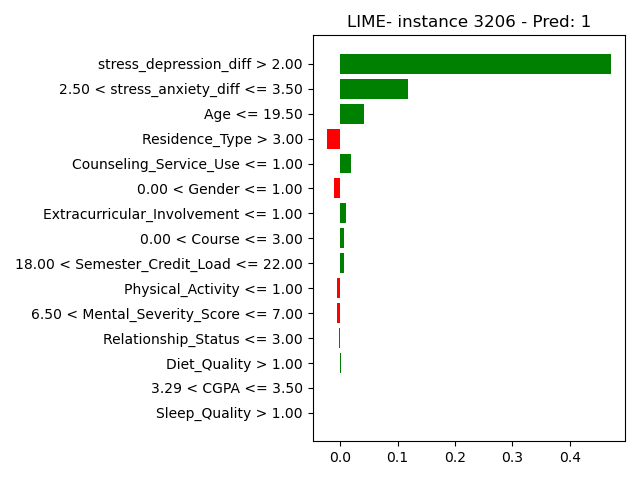 LIME- instance 3206 - Pred: 1
stress_depression_diff > 2.00
2.50 < stress_anxiety_diff <= 3.50
Age <= 19.50
Residence_Type > 3.00
Counseling_Service_Use <= 1.00
0.00 < Gender <= 1.00
Extracurricular_Involvement <= 1.00
0.00 < Course <= 3.00
18.00 < Semester_Credit_Load <= 22.00
Physical_Activity <= 1.00
6.50 < Mental_Severity_Score <= 7.00
Relationship_Status <= 3.00
Diet_Quality > 1.00
3.29 < CGPA <= 3.50
Sleep_Quality > 1.00
0.0 0.1 0.2 0.3 0.4